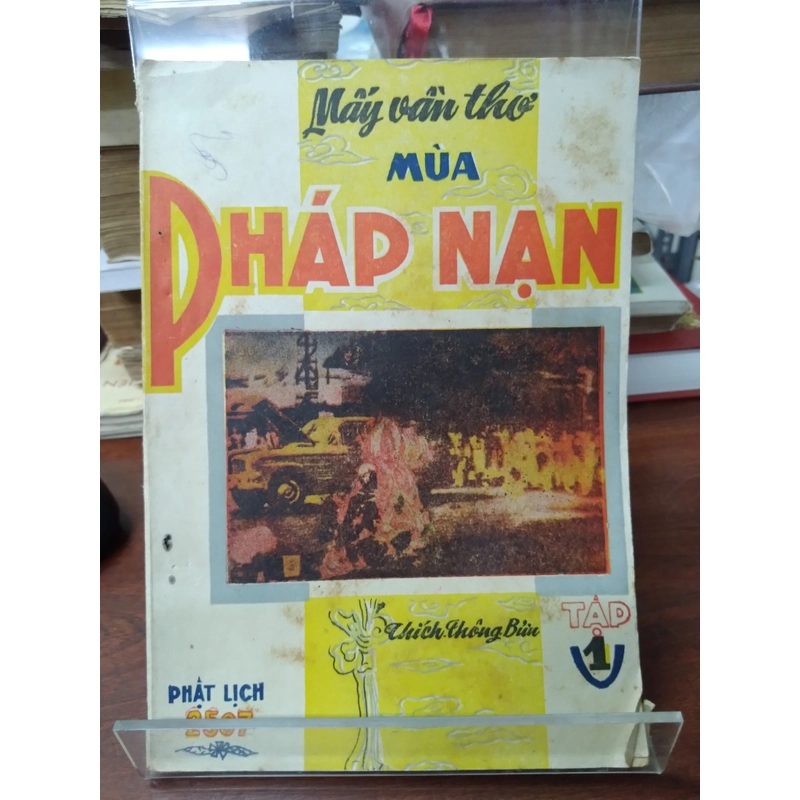 Mấy vần thơ
MÙA
PHÁP NẠN
Thích.thông Bửu
TẬP
1
PHẬT LỊCH
2507